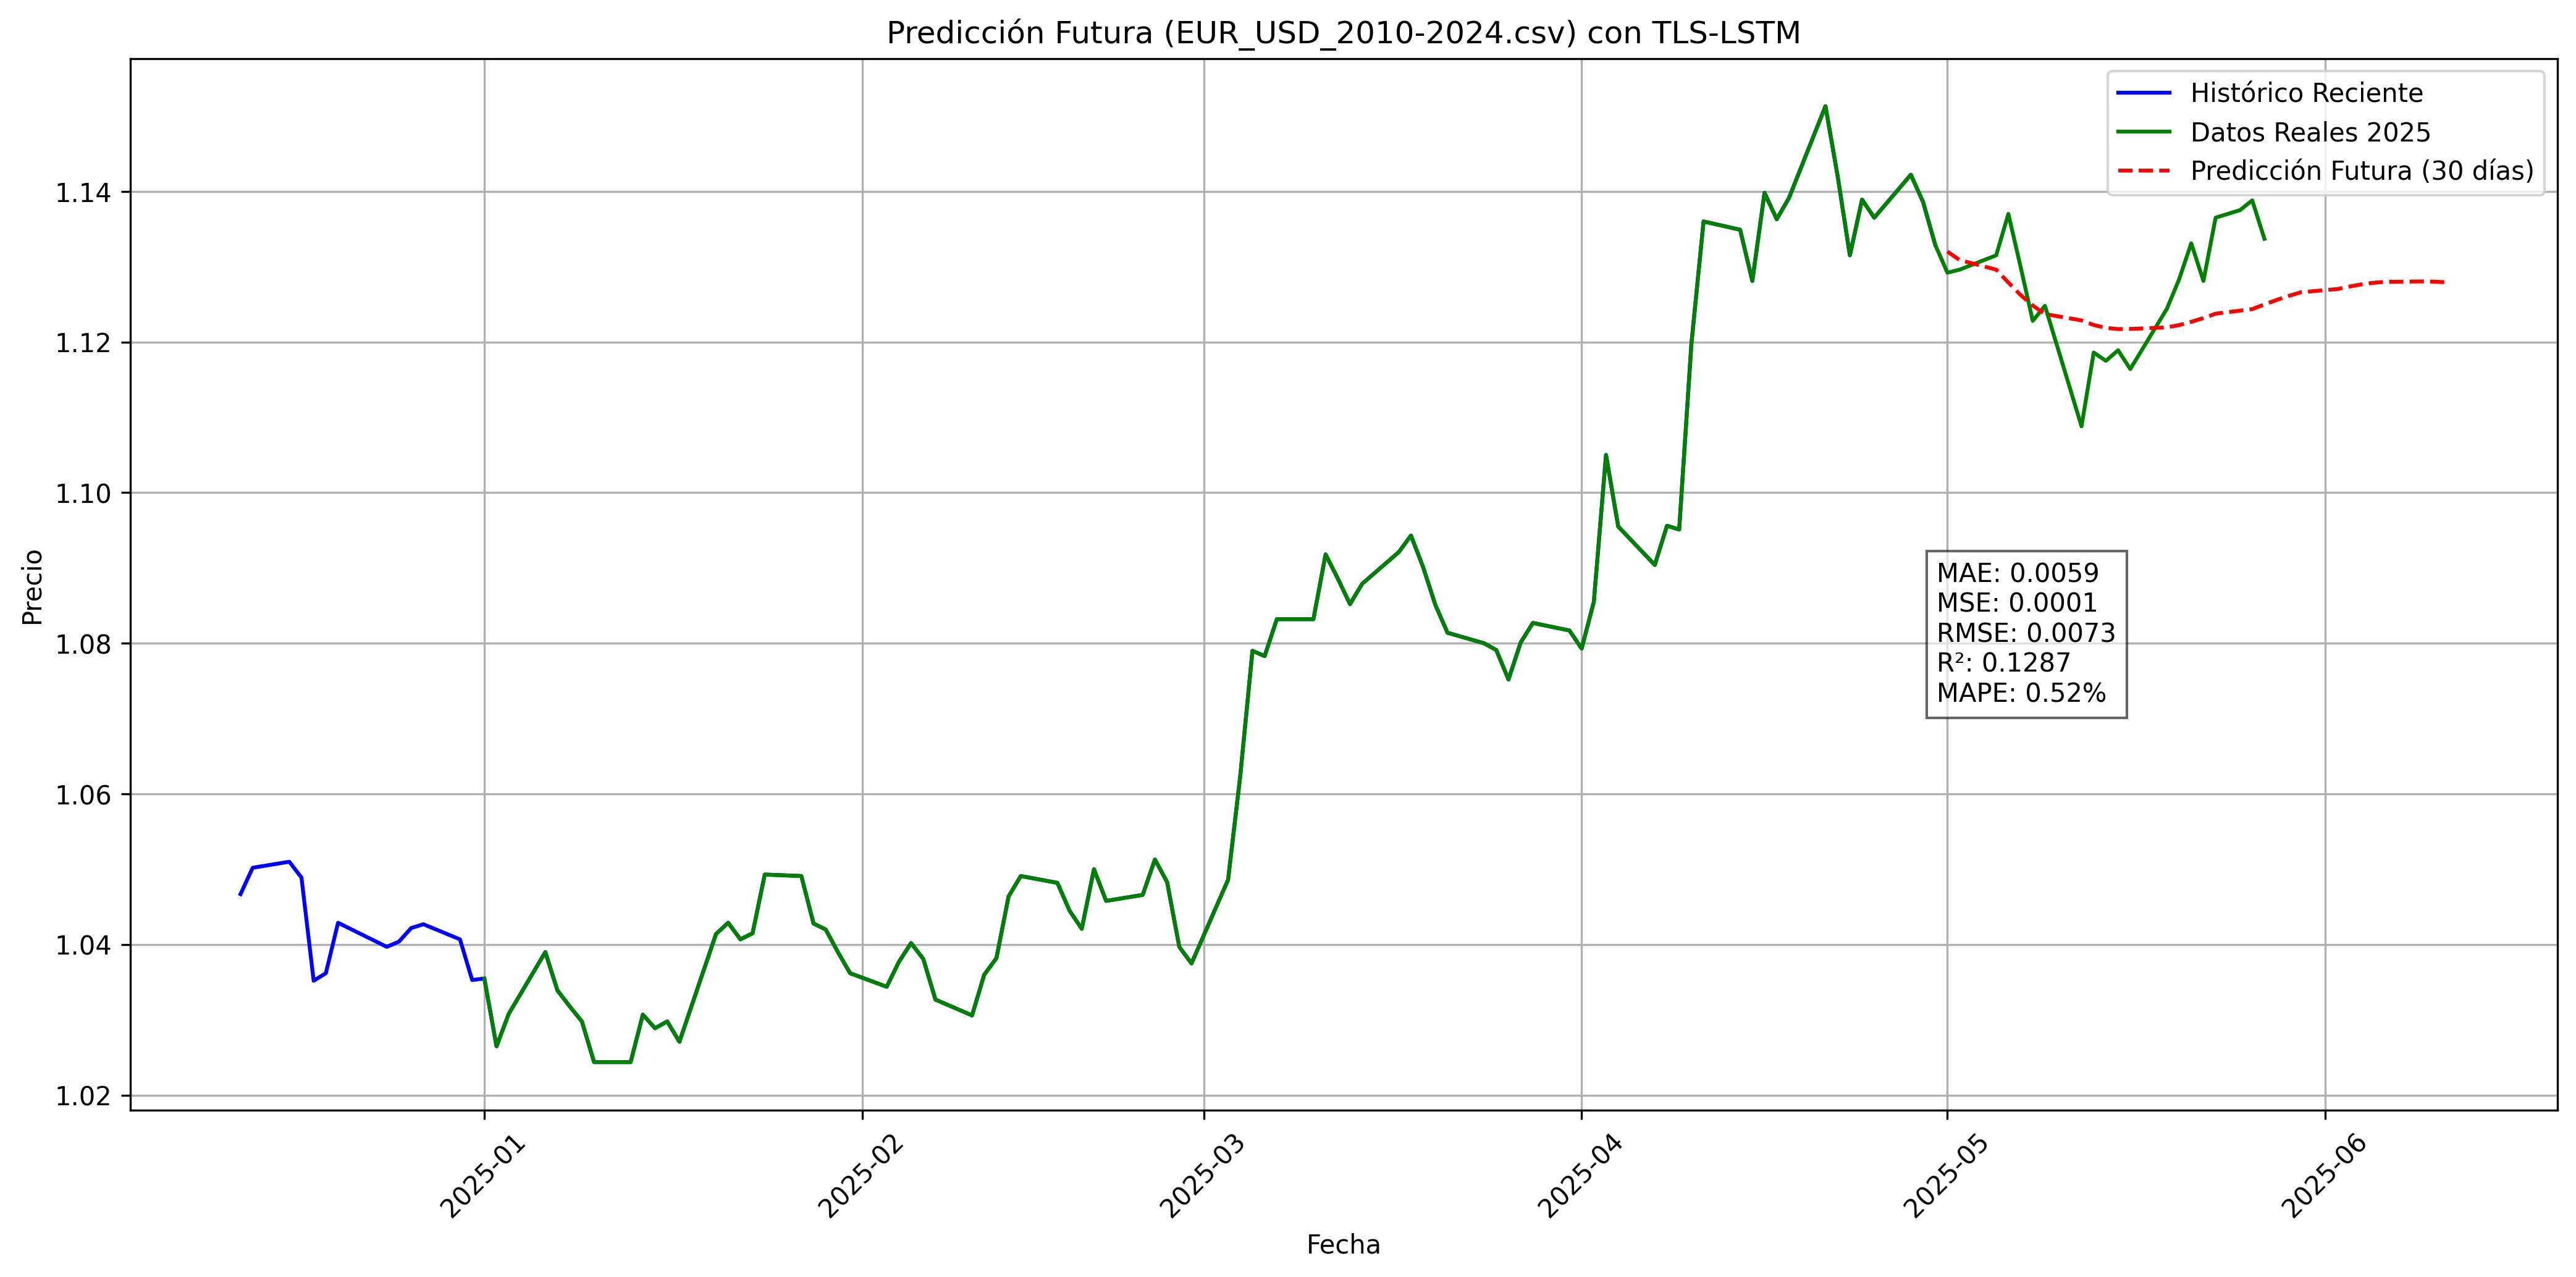 Predicción Futura (EUR_USD_2010-2024.csv) con TLS-LSTM
Histórico Reciente
Datos Reales 2025
Predicción Futura (30 días)
1.14
1.12
1.10
1.08
1.06
1.04
1.02
Precio
MAE: 0.0059
MSE: 0.0001
RMSE: 0.0073
R²: 0.1287
MAPE: 0.52%
2025-01
2025-02
2025-03
2025-04
2025-05
2025-06
Fecha